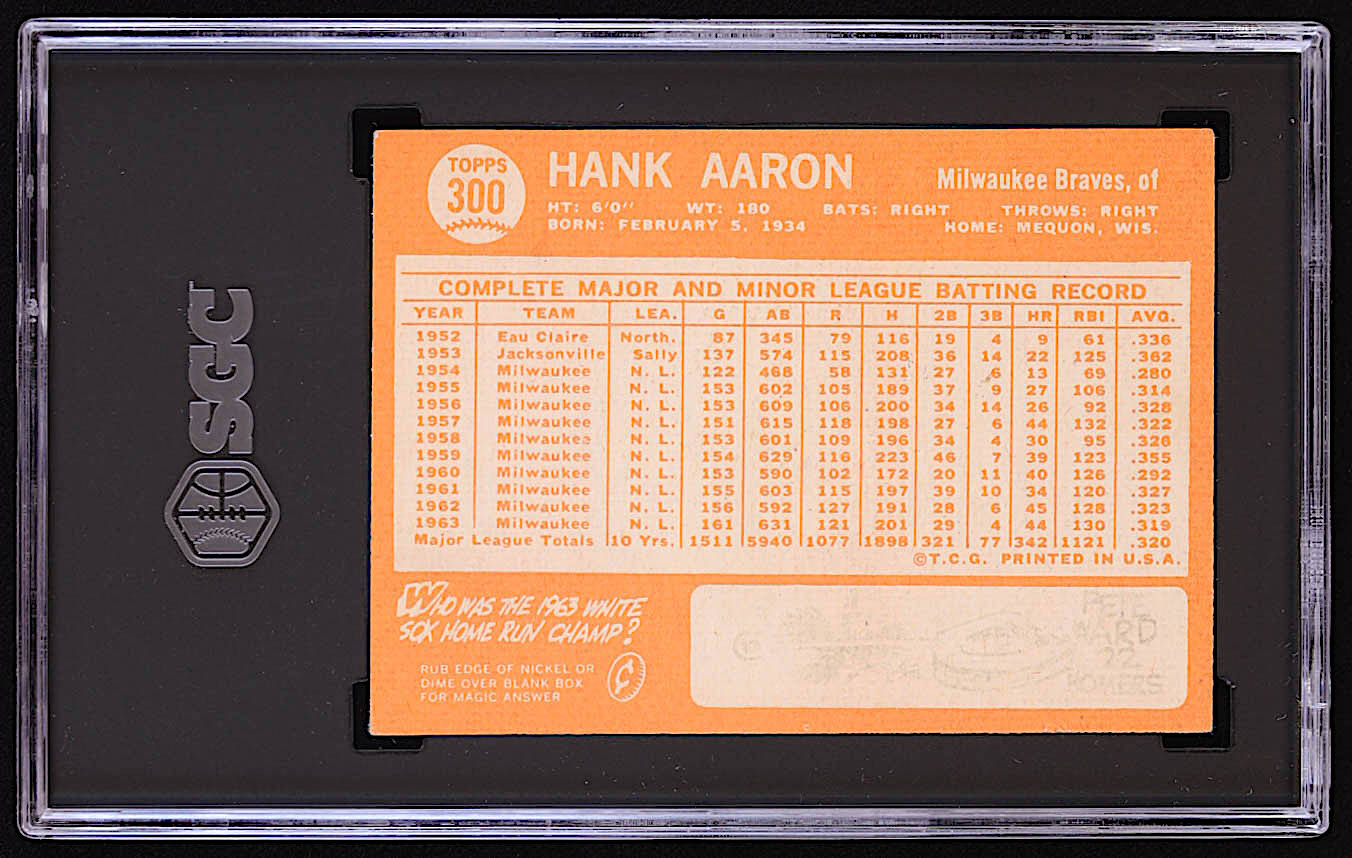 SGC
TOPPS
300
HANK AARON
Milwaukee Braves, of
HT: 6'0" WT: 180 BATS: RIGHT THROWS: RIGHT
BORN: FEBRUARY 5, 1934 HOME: MEQUON, WIS.
COMPLETE MAJOR AND MINOR LEAGUE BATTING RECORD
YEAR TEAM LEA. G AB R H 2B 3B HR RBI AVG.
1952 Eau Claire North. 87 345 79 116 19 4 9 61 .336
1953 Jacksonville Sally 137 574 115 208 36 14 22 125 .362
1954 Milwaukee N. L. 122 468 58 131 27 6 13 69 .280
1955 Milwaukee N. L. 153 602 105 189 37 9 27 106 .314
1956 Milwaukee N. L. 153 609 106 200 34 14 26 92 .328
1957 Milwaukee N. L. 151 615 118 198 27 6 44 132 .322
1958 Milwaukee N. L. 153 601 109 196 34 4 30 95 .326
1959 Milwaukee N. L. 154 629 116 223 46 7 39 123 .355
1960 Milwaukee N. L. 153 590 102 172 20 11 40 126 .292
1961 Milwaukee N. L. 155 603 115 197 39 10 34 120 .327
1962 Milwaukee N. L. 156 592 127 191 28 6 45 128 .323
1963 Milwaukee N. L. 161 631 121 201 29 4 44 130 .319
Major League Totals 10 Yrs. 1511 5940 1077 1898 321 77 342 1121 .320
©T.C.G. PRINTED IN U.S.A.
WHO WAS THE 1963 WHITE
SOX HOME RUN CHAMP?
RUB EDGE OF NICKEL OR
DIME OVER BLANK BOX
FOR MAGIC ANSWER
PETE
WARD
22
HOMERS